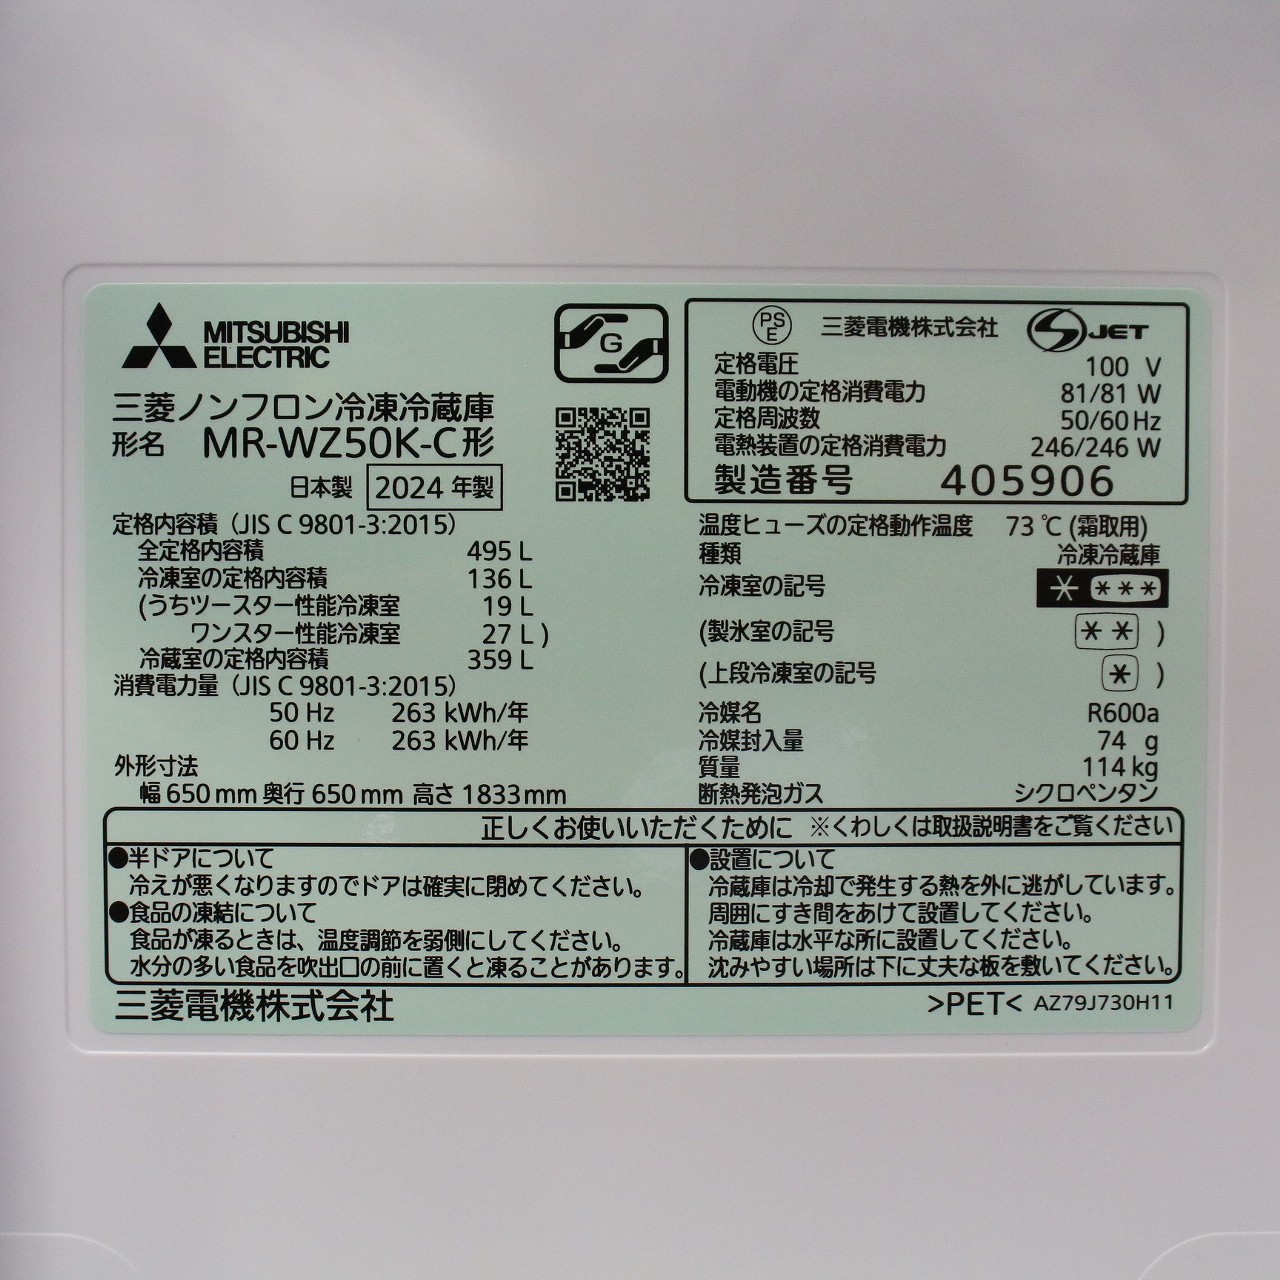 MITSUBISHI
ELECTRIC
G
三菱ノンフロン冷凍冷蔵庫
形名 MR-WZ50K-C形
日本製 2024 年製
定格内容積 (JIS C 9801-3:2015)
全定格内容積 495 L
冷凍室の定格内容積 136 L
(うちツースター性能冷凍室 19 L
ワンスター性能冷凍室 27 L )
冷蔵室の定格内容積 359 L
消費電力量 (JIS C 9801-3:2015)
50 Hz 263 kWh/年
60 Hz 263 kWh/年
外形寸法
幅 650 mm 奥行 650 mm 高さ 1833 mm
PS E 三菱電機株式会社 S JET
定格電圧 100 V
電動機の定格消費電力 81/81 W
定格周波数 50/60 Hz
電熱装置の定格消費電力 246/246 W
製造番号 405906
温度ヒューズの定格動作温度 73 ℃ (霜取用)
種類 冷凍冷蔵庫
冷凍室の記号 * ***
(製氷室の記号 ** )
(上段冷凍室の記号 * )
冷媒名 R600a
冷媒封入量 74 g
質量 114 kg
断熱発泡ガス シクロペンタン
正しくお使いいただくために ※くわしくは取扱説明書をご覧ください
●半ドアについて
冷えが悪くなりますのでドアは確実に閉めてください。
●食品の凍結について
食品が凍るときは、温度調節を弱側にしてください。
水分の多い食品を吹出口の前に置くと凍ることがあります。
●設置について
冷蔵庫は冷却で発生する熱を外に逃がしています。
周囲にすき間をあけて設置してください。
冷蔵庫は水平な所に設置してください。
沈みやすい場所は下に丈夫な板を敷いてください。
三菱電機株式会社
>PET< AZ79J730H11